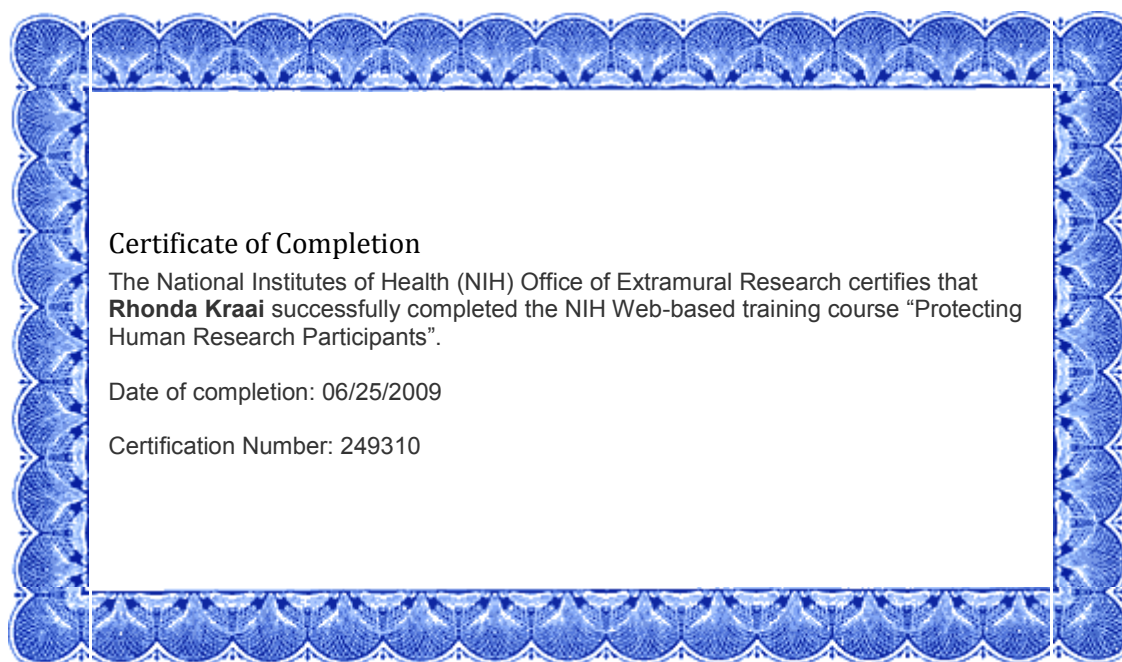 Certificate of Completion
The National Institutes of Health (NIH) Office of Extramural Research certifies that
Rhonda Kraai successfully completed the NIH Web-based training course “Protecting
Human Research Participants”.
Date of completion: 06/25/2009
Certification Number: 249310